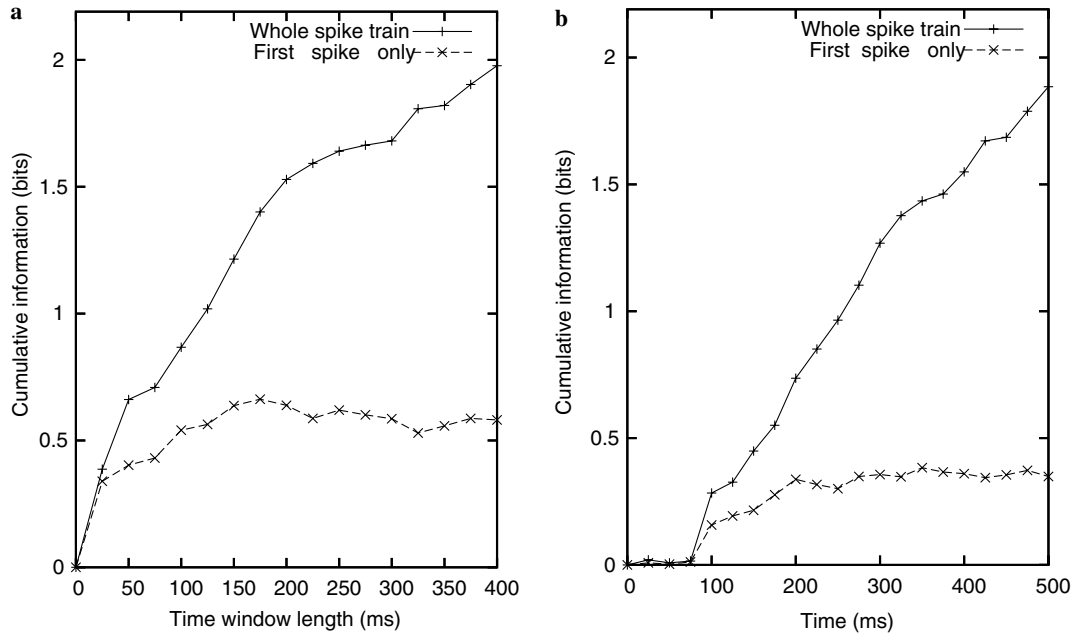 a
Whole spike train
First spike only
2
1.5
1
0.5
0
Cumulative information (bits)
0 50 100 150 200 250 300 350 400
Time window length (ms)
b
Whole spike train
First spike only
2
1.5
1
0.5
0
Cumulative information (bits)
0 100 200 300 400 500
Time (ms)